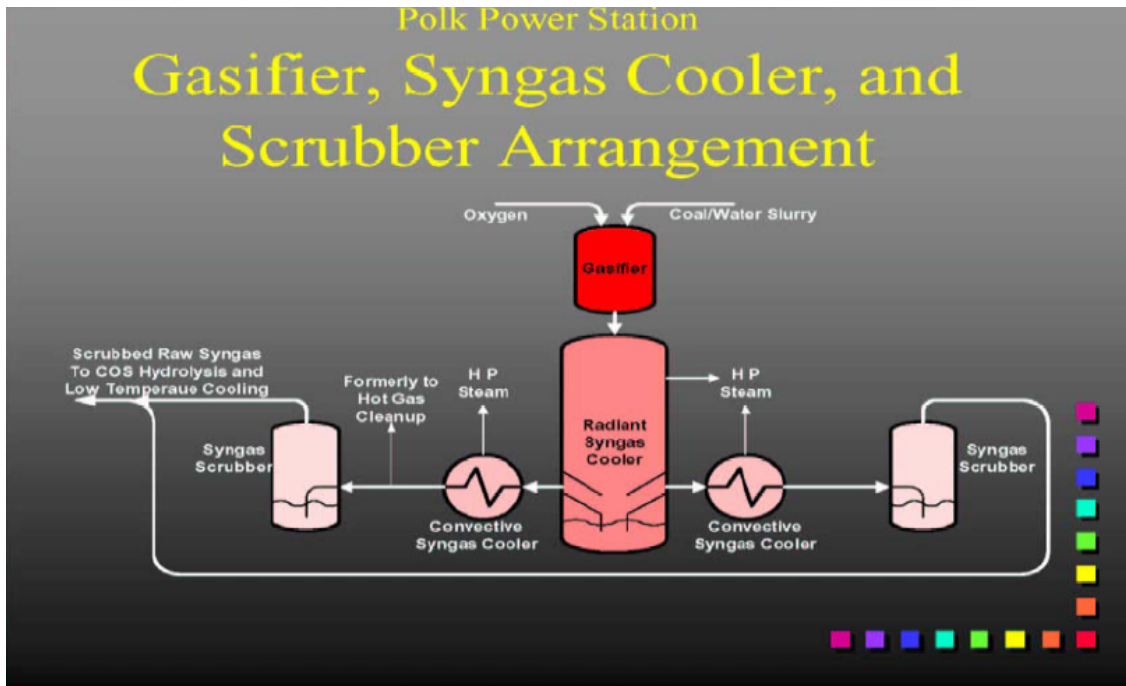 Polk Power Station
Gasifier, Syngas Cooler, and
Scrubber Arrangement
Oxygen
Coal/Water Slurry
Gasifier
Scrubbed Raw Syngas
To COS Hydrolysis and
Low Temperaue Cooling
Formerly to
Hot Gas
Cleanup
H P
Steam
H P
Steam
Radiant
Syngas
Cooler
Syngas
Scrubber
Syngas
Scrubber
Convective
Syngas Cooler
Convective
Syngas Cooler